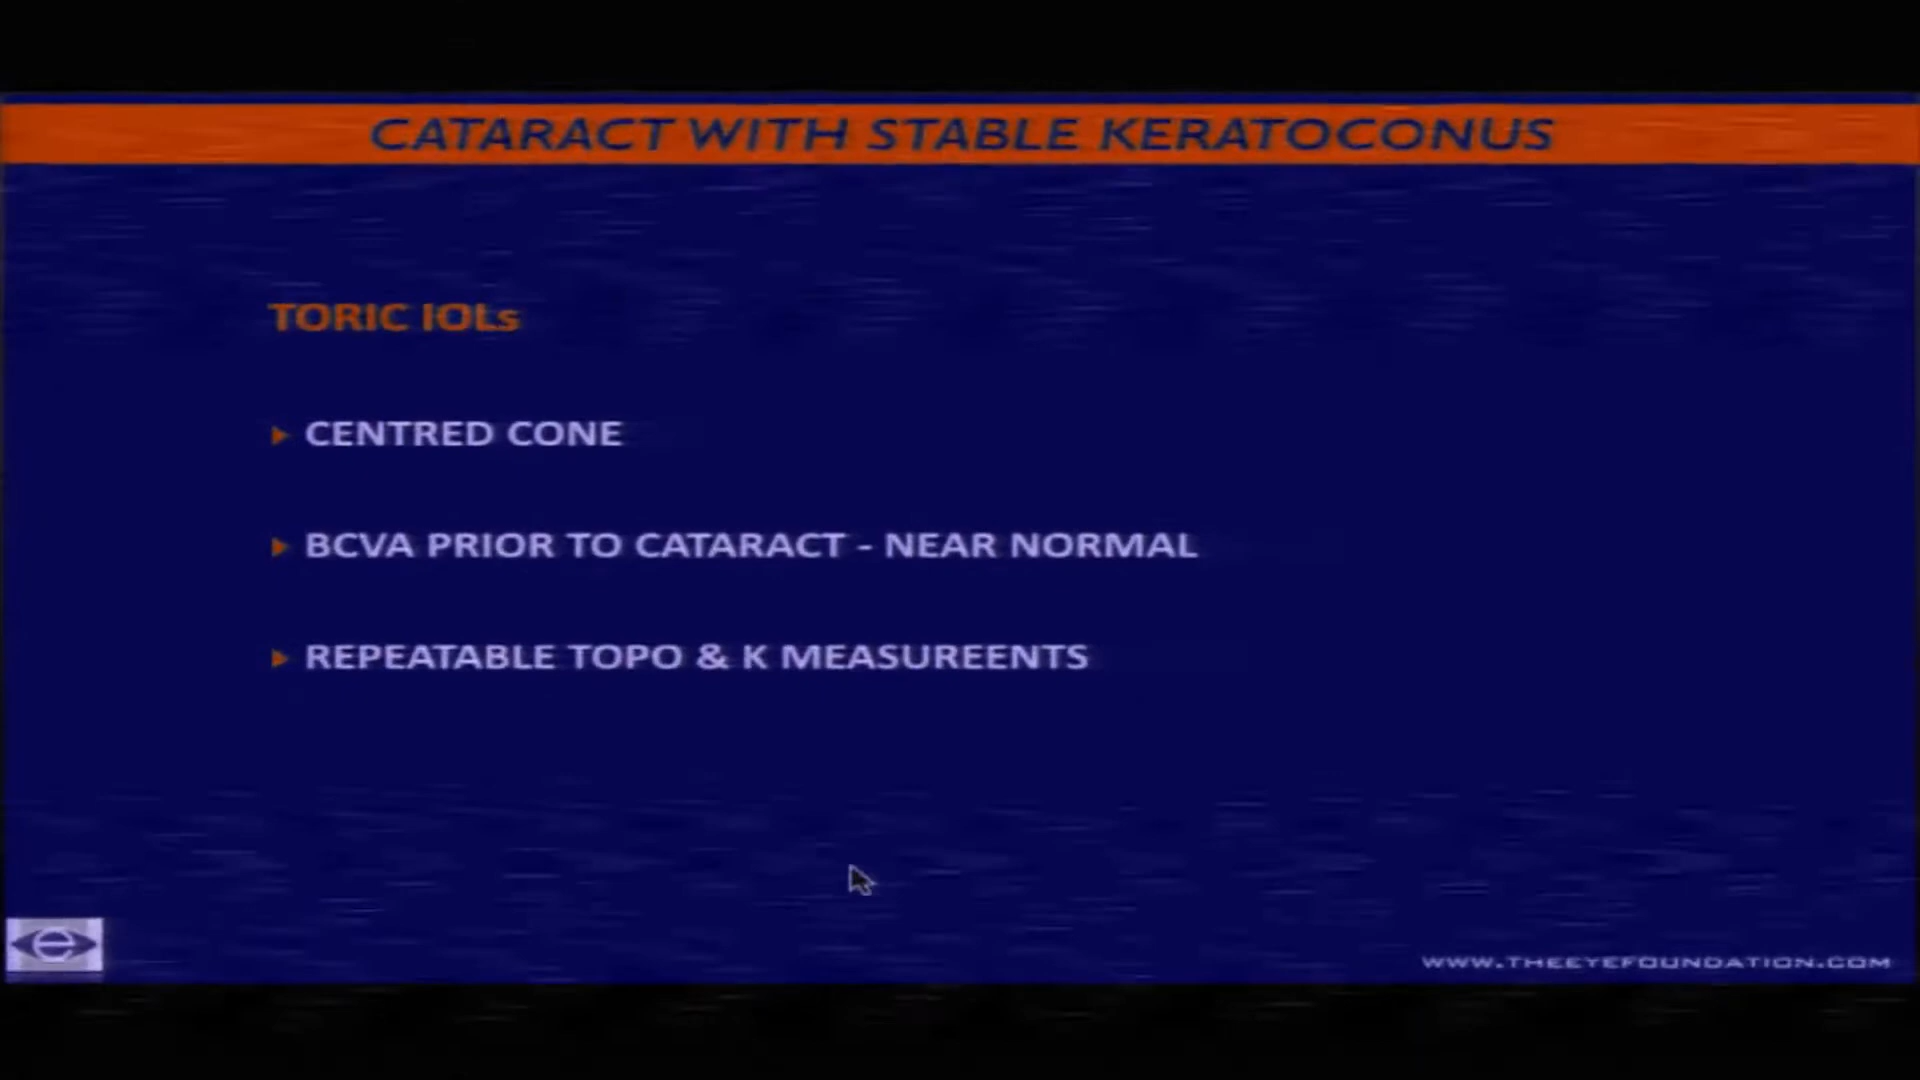 CATARACT WITH STABLE KERATOCONUS
TORIC IOLs
CENTRED CONE
BCVA PRIOR TO CATARACT - NEAR NORMAL
REPEATABLE TOPO & K MEASUREENTS
e
WWW.THEEYEFOUNDATION.COM